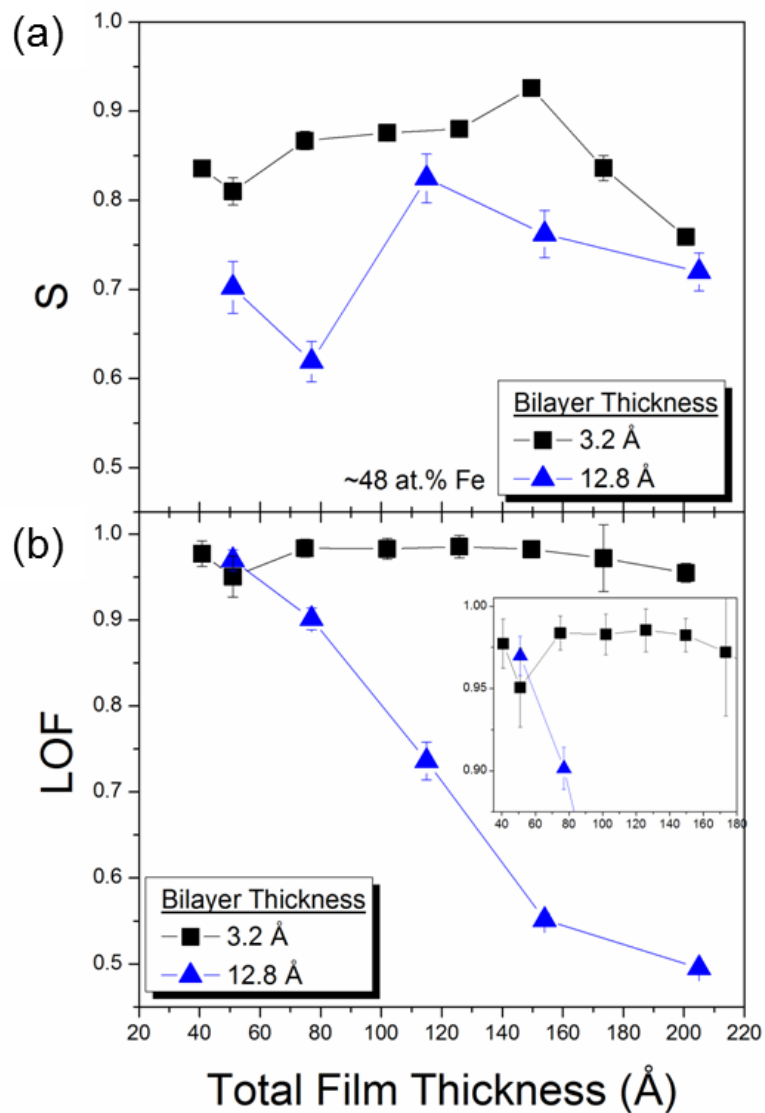 (a)
1.0
0.9
0.8
0.7
0.6
0.5
S
Bilayer Thickness
3.2 Å
12.8 Å
~48 at.% Fe
(b)
1.0
0.9
0.8
0.7
0.6
0.5
LOF
1.00
0.95
0.90
40 60 80 100 120 140 160 180
Bilayer Thickness
3.2 Å
12.8 Å
20 40 60 80 100 120 140 160 180 200 220
Total Film Thickness (Å)